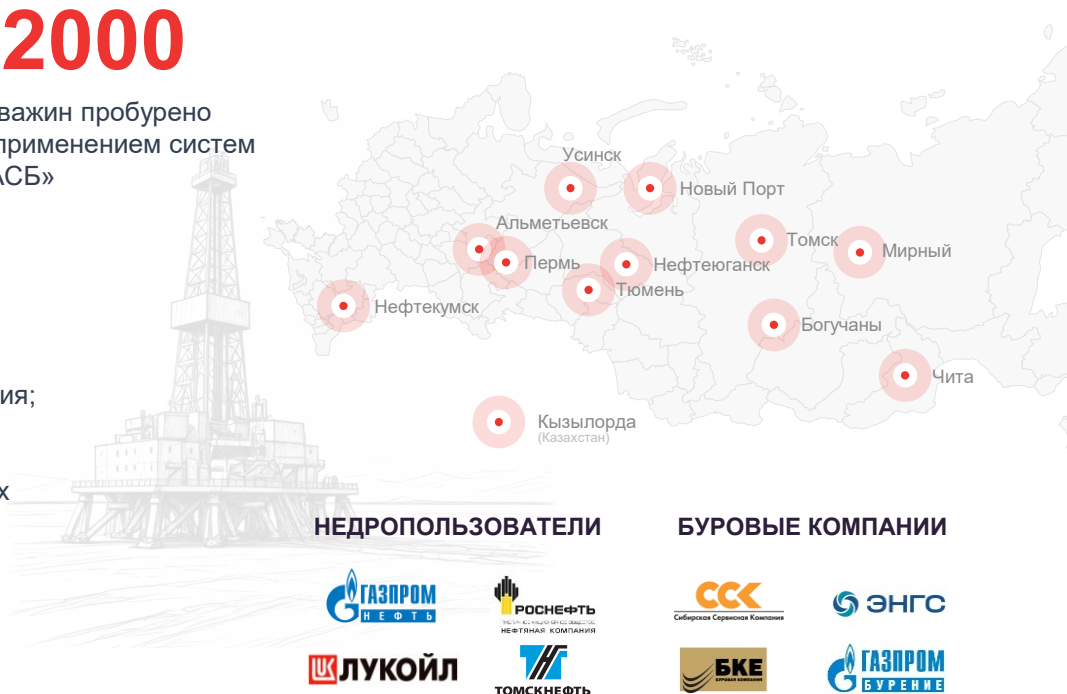 2000
важин пробурено
применением систем
АСБ»
Усинск
Новый Порт
Альметьевск
Томск
Мирный
Пермь
Нефтеюганск
Тюмень
Нефтекумск
Богучаны
Чита
ия;
Кызылорда
(Казахстан)
х
НЕДРОПОЛЬЗОВАТЕЛИ
БУРОВЫЕ КОМПАНИИ
ГАЗПРОМ
НЕФТЬ
РОСНЕФТЬ
НЕФТЯНАЯ КОМПАНИЯ
ССК
Сибирская Сервисная Компания
ЭНГС
ЛУКОЙЛ
ТОМСКНЕФТЬ
БКЕ
БУРОВАЯ КОМПАНИЯ
ГАЗПРОМ
БУРЕНИЕ